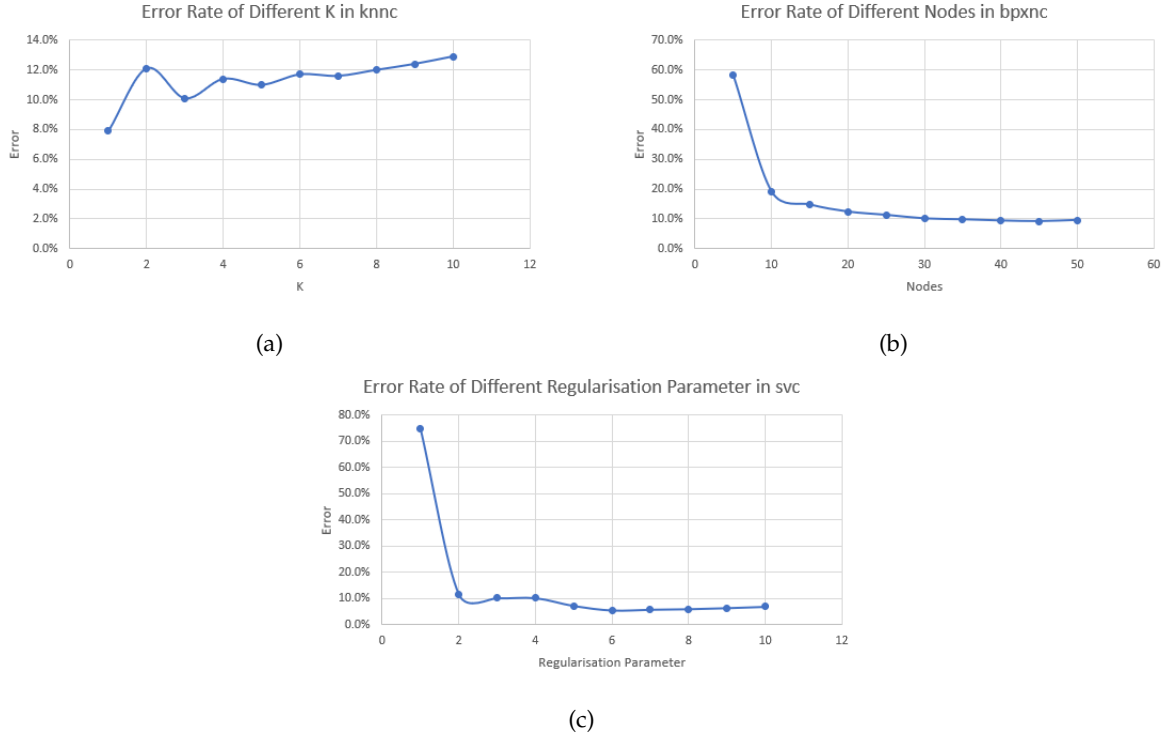 Error Rate of Different K in knnc
14.0%
12.0%
10.0%
8.0%
6.0%
4.0%
2.0%
0.0%
Error
0 2 4 6 8 10 12
K
(a)
Error Rate of Different Nodes in bpxnc
70.0%
60.0%
50.0%
40.0%
30.0%
20.0%
10.0%
0.0%
Error
0 10 20 30 40 50 60
Nodes
(b)
Error Rate of Different Regularisation Parameter in svc
80.0%
70.0%
60.0%
50.0%
40.0%
30.0%
20.0%
10.0%
0.0%
Error
0 2 4 6 8 10 12
Regularisation Parameter
(c)